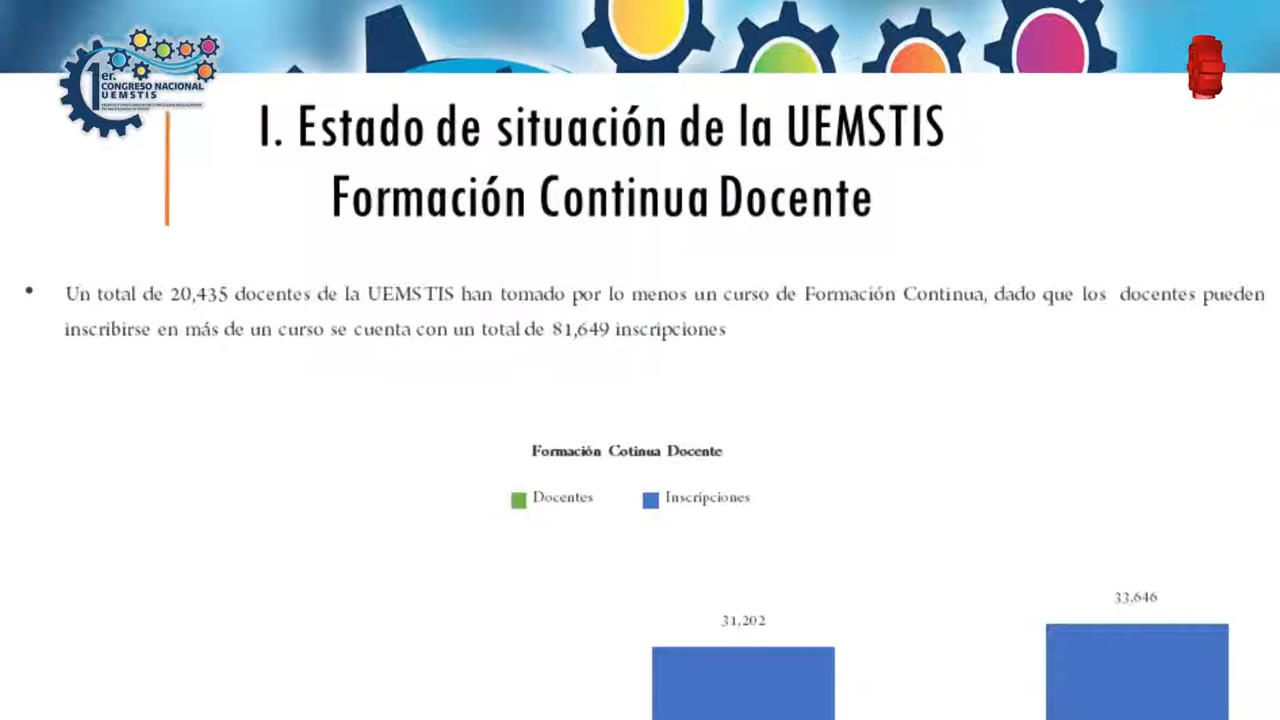 1er.
CONGRESO NACIONAL
UEMSTIS
I. Estado de situación de la UEMSTIS
Formación Continua Docente
• Un total de 20,435 docentes de la UEMSTIS han tomado por lo menos un curso de Formación Continua, dado que los docentes pueden
inscribirse en más de un curso se cuenta con un total de 81,649 inscripciones
Formación Cotinua Docente
Docentes Inscripciones
33,646
31,202